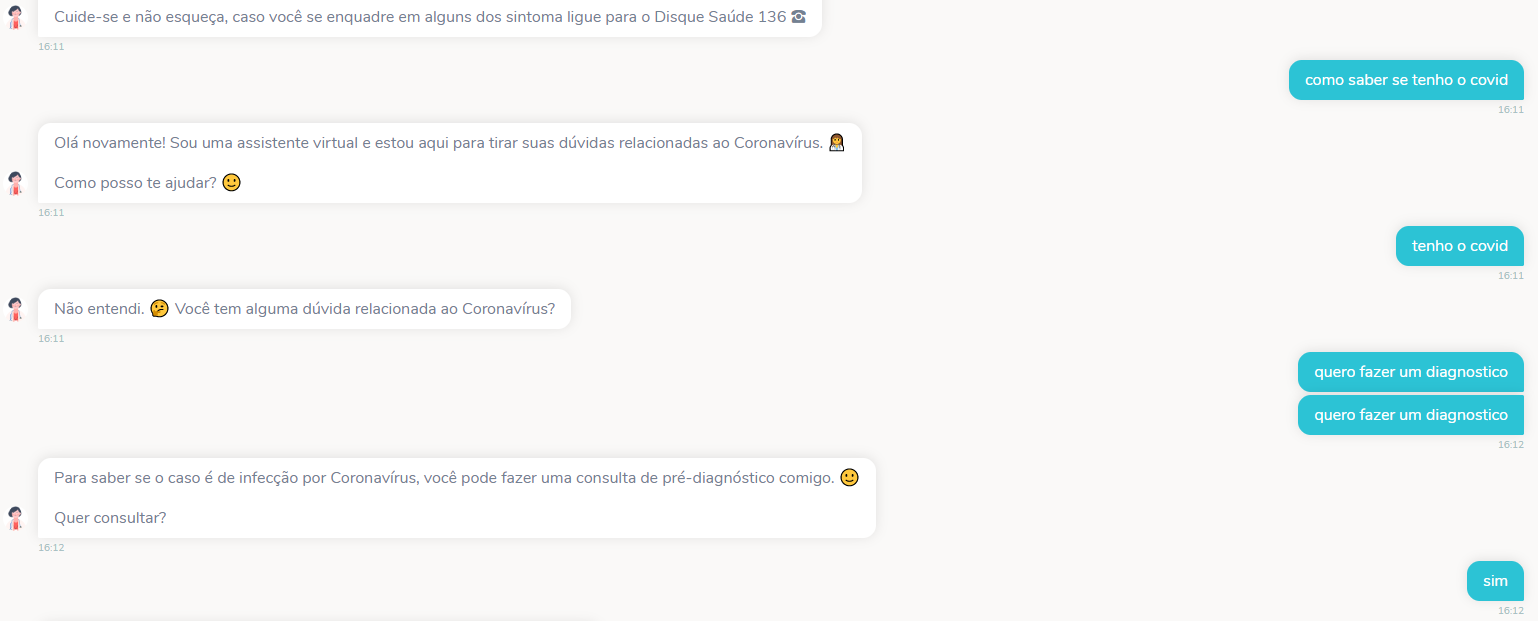 Cuide-se e não esqueça, caso você se enquadre em alguns dos sintoma ligue para o Disque Saúde 136 ☎
16:11
como saber se tenho o covid
16:11
Olá novamente! Sou uma assistente virtual e estou aqui para tirar suas dúvidas relacionadas ao Coronavírus. 👩‍⚕️
Como posso te ajudar? 🙂
16:11
tenho o covid
16:11
Não entendi. 🤔 Você tem alguma dúvida relacionada ao Coronavírus?
16:11
quero fazer um diagnostico
quero fazer um diagnostico
16:12
Para saber se o caso é de infecção por Coronavírus, você pode fazer uma consulta de pré-diagnóstico comigo. 🙂
Quer consultar?
16:12
sim
16:12